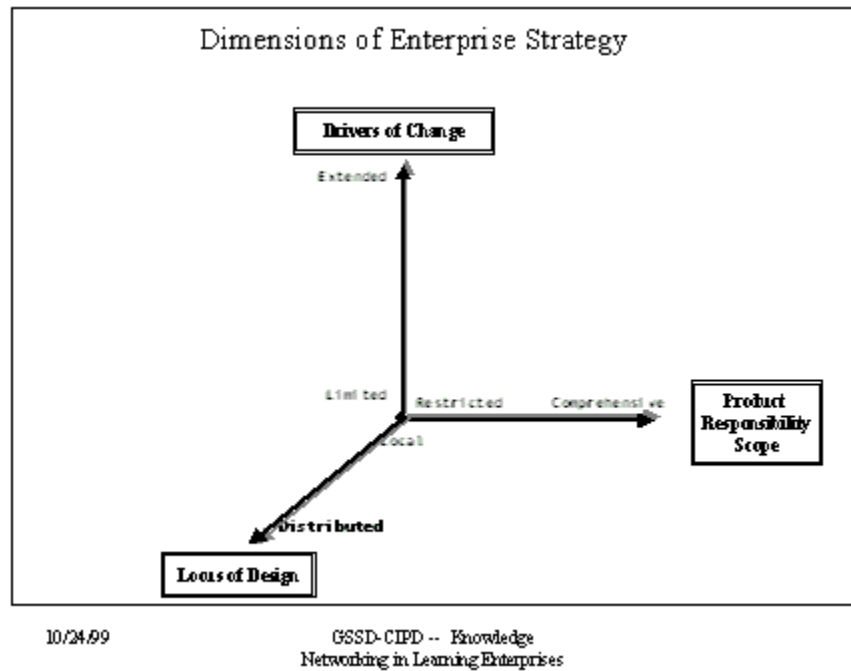 Dimensions of Enterprise Strategy
Drivers of Change
Extended
Limited
Restricted
Comprehensive
Product
Responsibility
Scope
Local
Distributed
Locus of Design
10/24/99
GSSD-CIPD -- Knowledge
Networking in Learning Enterprises